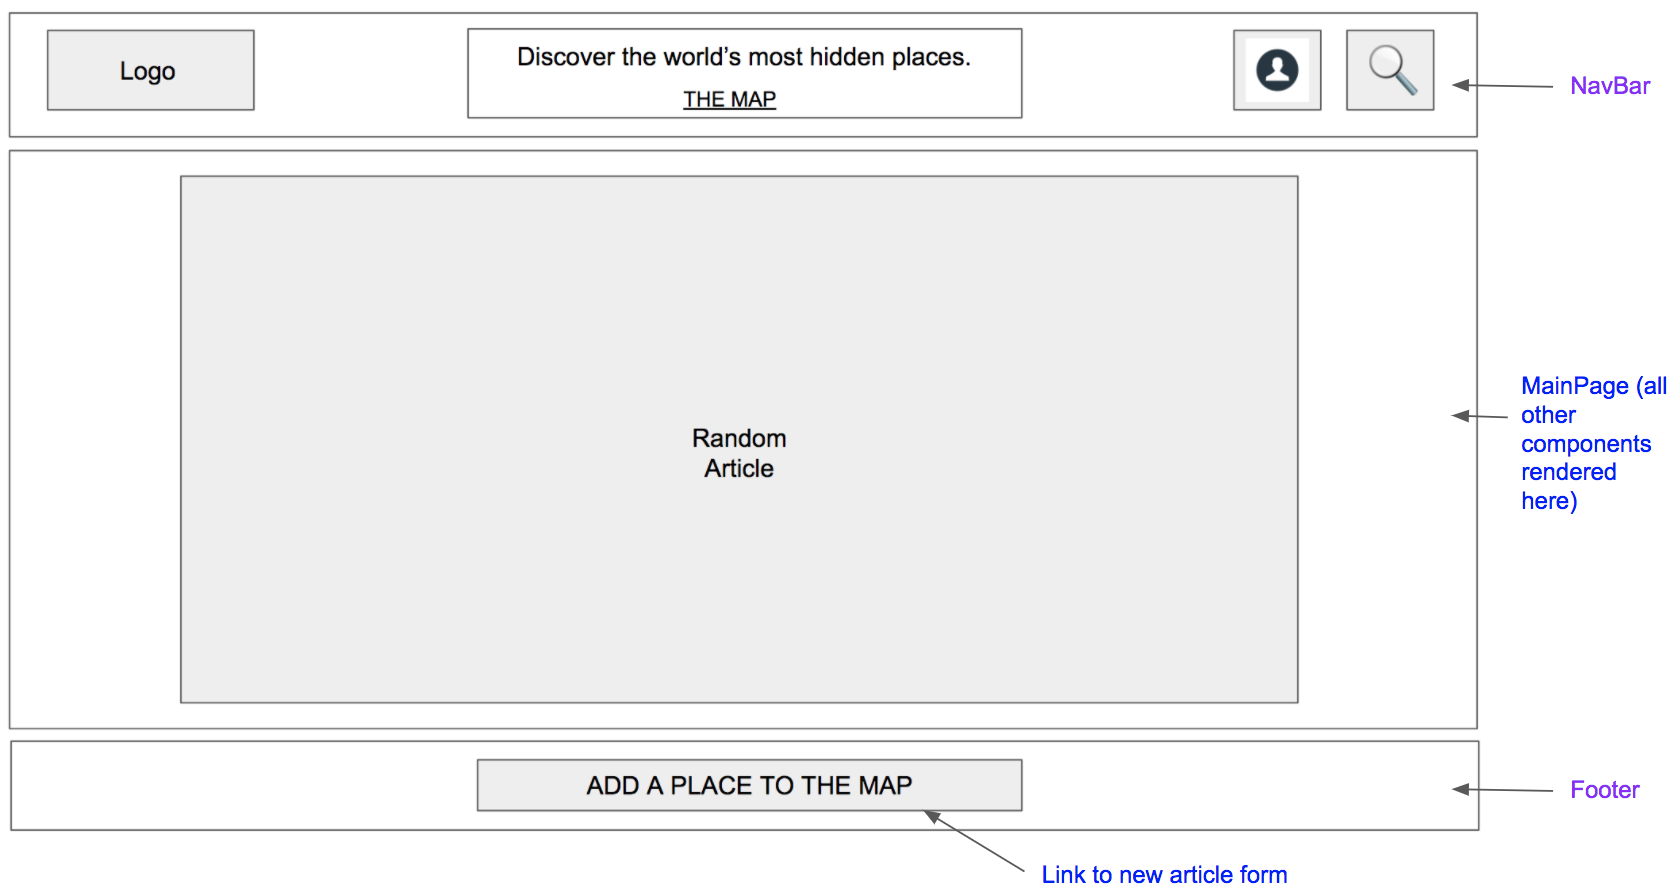 Logo
Discover the world’s most hidden places.
THE MAP
NavBar
Random
Article
MainPage (all
other
components
rendered
here)
ADD A PLACE TO THE MAP
Footer
Link to new article form